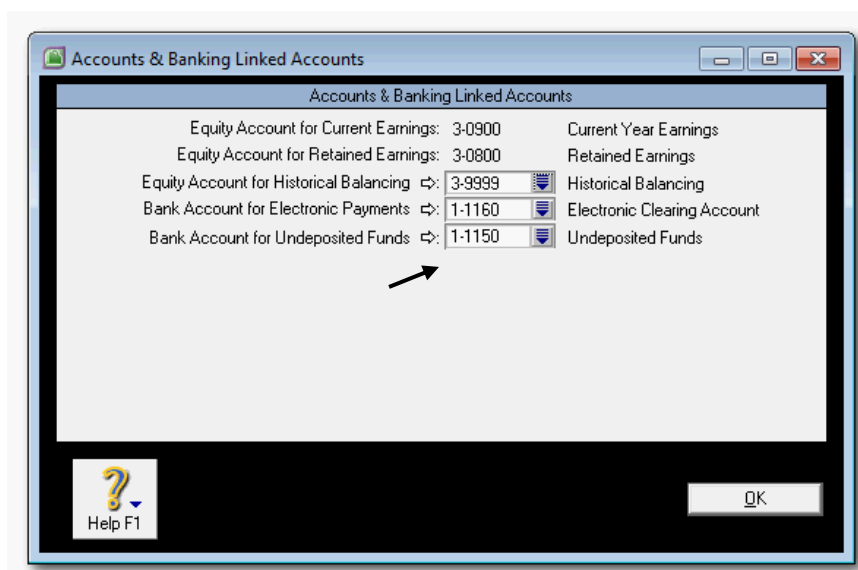 Accounts & Banking Linked Accounts
Accounts & Banking Linked Accounts
Equity Account for Current Earnings: 3-0900 Current Year Earnings
Equity Account for Retained Earnings: 3-0800 Retained Earnings
Equity Account for Historical Balancing ⇨: 3-9999 Historical Balancing
Bank Account for Electronic Payments ⇨: 1-1160 Electronic Clearing Account
Bank Account for Undeposited Funds ⇨: 1-1150 Undeposited Funds
Help F1
OK